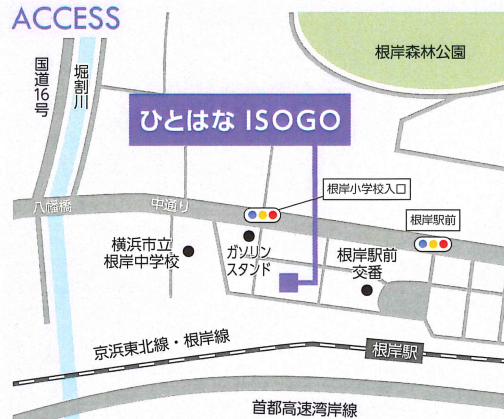 ACCESS
根岸森林公園
国道16号
堀割川
ひとはな ISOGO
根岸小学校入口
八幡橋
中通り
根岸駅前
横浜市立
根岸中学校
ガソリン
スタンド
根岸駅前
交番
京浜東北線・根岸線
根岸駅
首都高速湾岸線